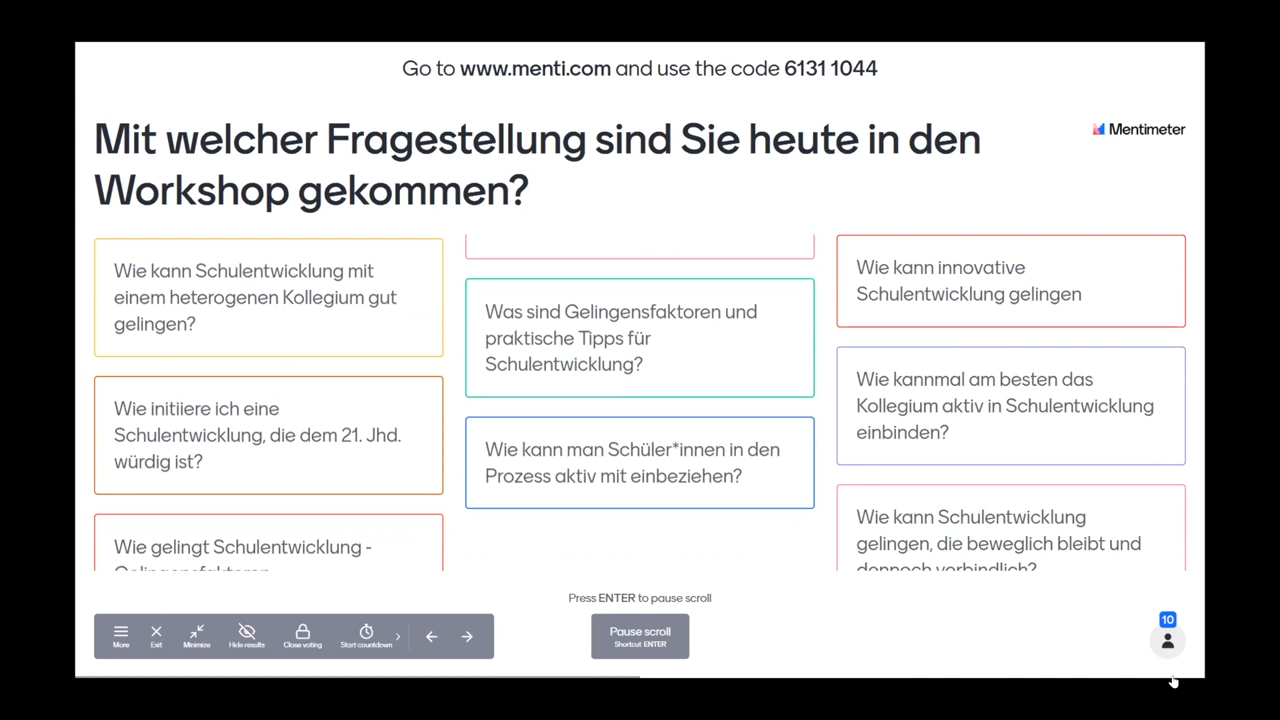 Go to www.menti.com and use the code 6131 1044
Mit welcher Fragestellung sind Sie heute in den
Workshop gekommen?
Mentimeter
Wie kann Schulentwicklung mit
einem heterogenen Kollegium gut
gelingen?
Wie initiiere ich eine
Schulentwicklung, die dem 21. Jhd.
würdig ist?
Wie gelingt Schulentwicklung -
Gelingensfaktoren
Was sind Gelingensfaktoren und
praktische Tipps für
Schulentwicklung?
Wie kann man Schüler*innen in den
Prozess aktiv mit einbeziehen?
Wie kann innovative
Schulentwicklung gelingen
Wie kannmal am besten das
Kollegium aktiv in Schulentwicklung
einbinden?
Wie kann Schulentwicklung
gelingen, die beweglich bleibt und
dennoch verbindlich?
Press ENTER to pause scroll
More
Exit
Minimize
Hide results
Close voting
Start countdown
Pause scroll
Shortcut ENTER
10